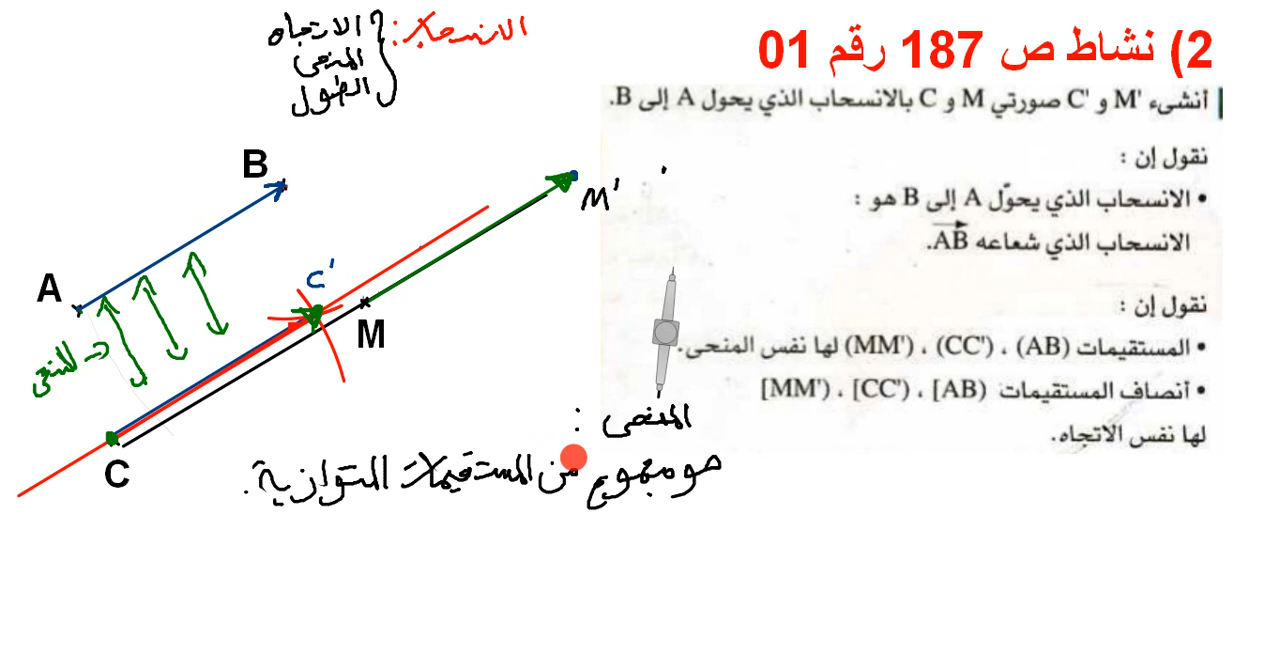 2) نشاط ص 187 رقم 01
أنشىء M' و C' صورتي M و C بالانسحاب الذي يحول A إلى B.
نقول إن :
• الانسحاب الذي يحوّل A إلى B هو :
الانسحاب الذي شعاعه AB.
نقول إن :
• المستقيمات (AB) ، (CC') ، (MM') لها نفس المنحى.
• أنصاف المستقيمات [AB) ، [CC') ، [MM')
لها نفس الاتجاه.
الانسحاب:
الاتجاه
المنحى
الطول
B
A
C'
M'
M
C
المنحى
المنحى :
هو مجموع من المستقيمات المتوازية.